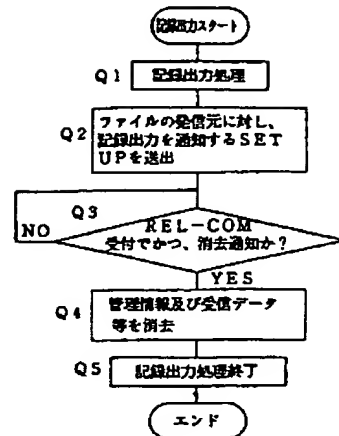 記録出力スタート
Q1
記録出力処理
Q2
ファイルの発信元に対し、
記録出力を通知するSET
UPを送出
Q3
NO
REL-COM
受付でかつ、消去通知か?
YES
Q4
管理情報及び受信データ
等を消去
Q5
記録出力処理終了
エンド